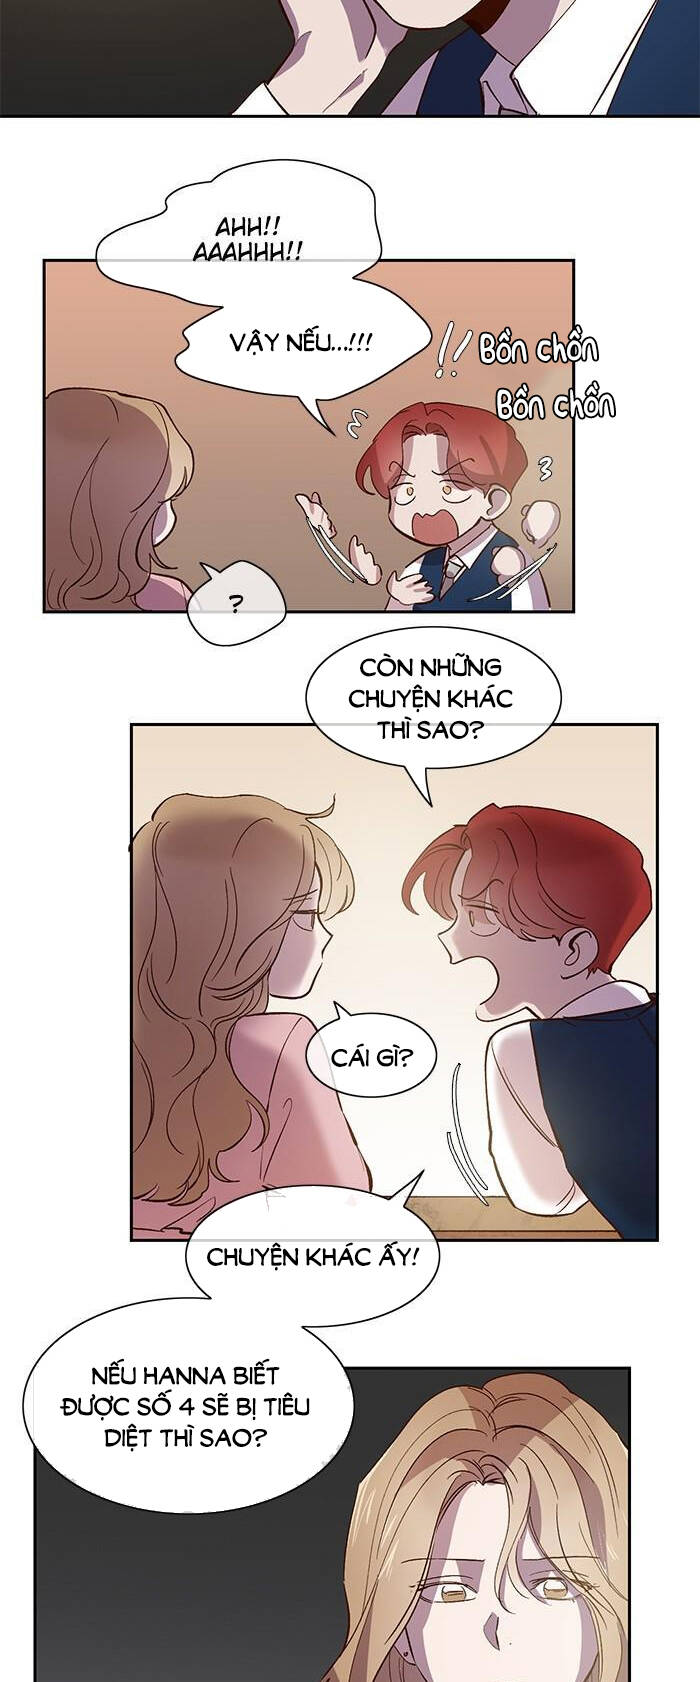 AHH!!
AAAHHH!!
VẬY NẾU...!!!
!!
Bồn chồn
Bồn chồn
?
CÒN NHỮNG
CHUYỆN KHÁC
THÌ SAO?
CÁI GÌ?
CHUYỆN KHÁC ẤY!
NẾU HANNA BIẾT
ĐƯỢC SỐ 4 SẼ BỊ TIÊU
DIỆT THÌ SAO?